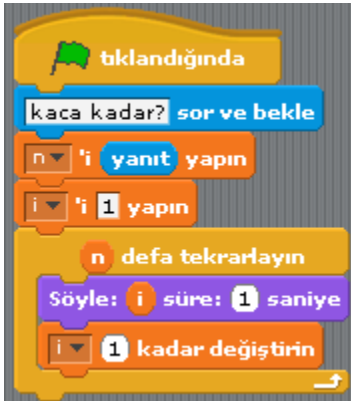 tıklandığında
kaca kadar? sor ve bekle
n 'i yanıt yapın
i 'i 1 yapın
n defa tekrarlayın
Söyle: i süre: 1 saniye
i 1 kadar değiştirin